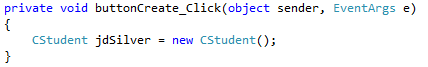 private void buttonCreate_Click(object sender, EventArgs e)
{
    CStudent jdSilver = new CStudent();
}